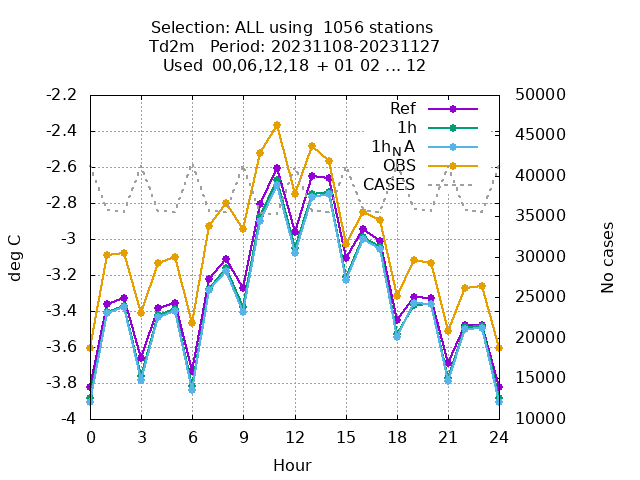 Selection: ALL using  1056 stations
Td2m   Period: 20231108-20231127
Used  00,06,12,18  + 01 02 ... 12
-2.2
-2.4
-2.6
-2.8
-3
-3.2
-3.4
-3.6
-3.8
-4
50000
45000
40000
35000
30000
25000
20000
15000
10000
0 3 6 9 12 15 18 21 24
deg C
No cases
Hour
Ref
1h
1h_NA
OBS
CASES